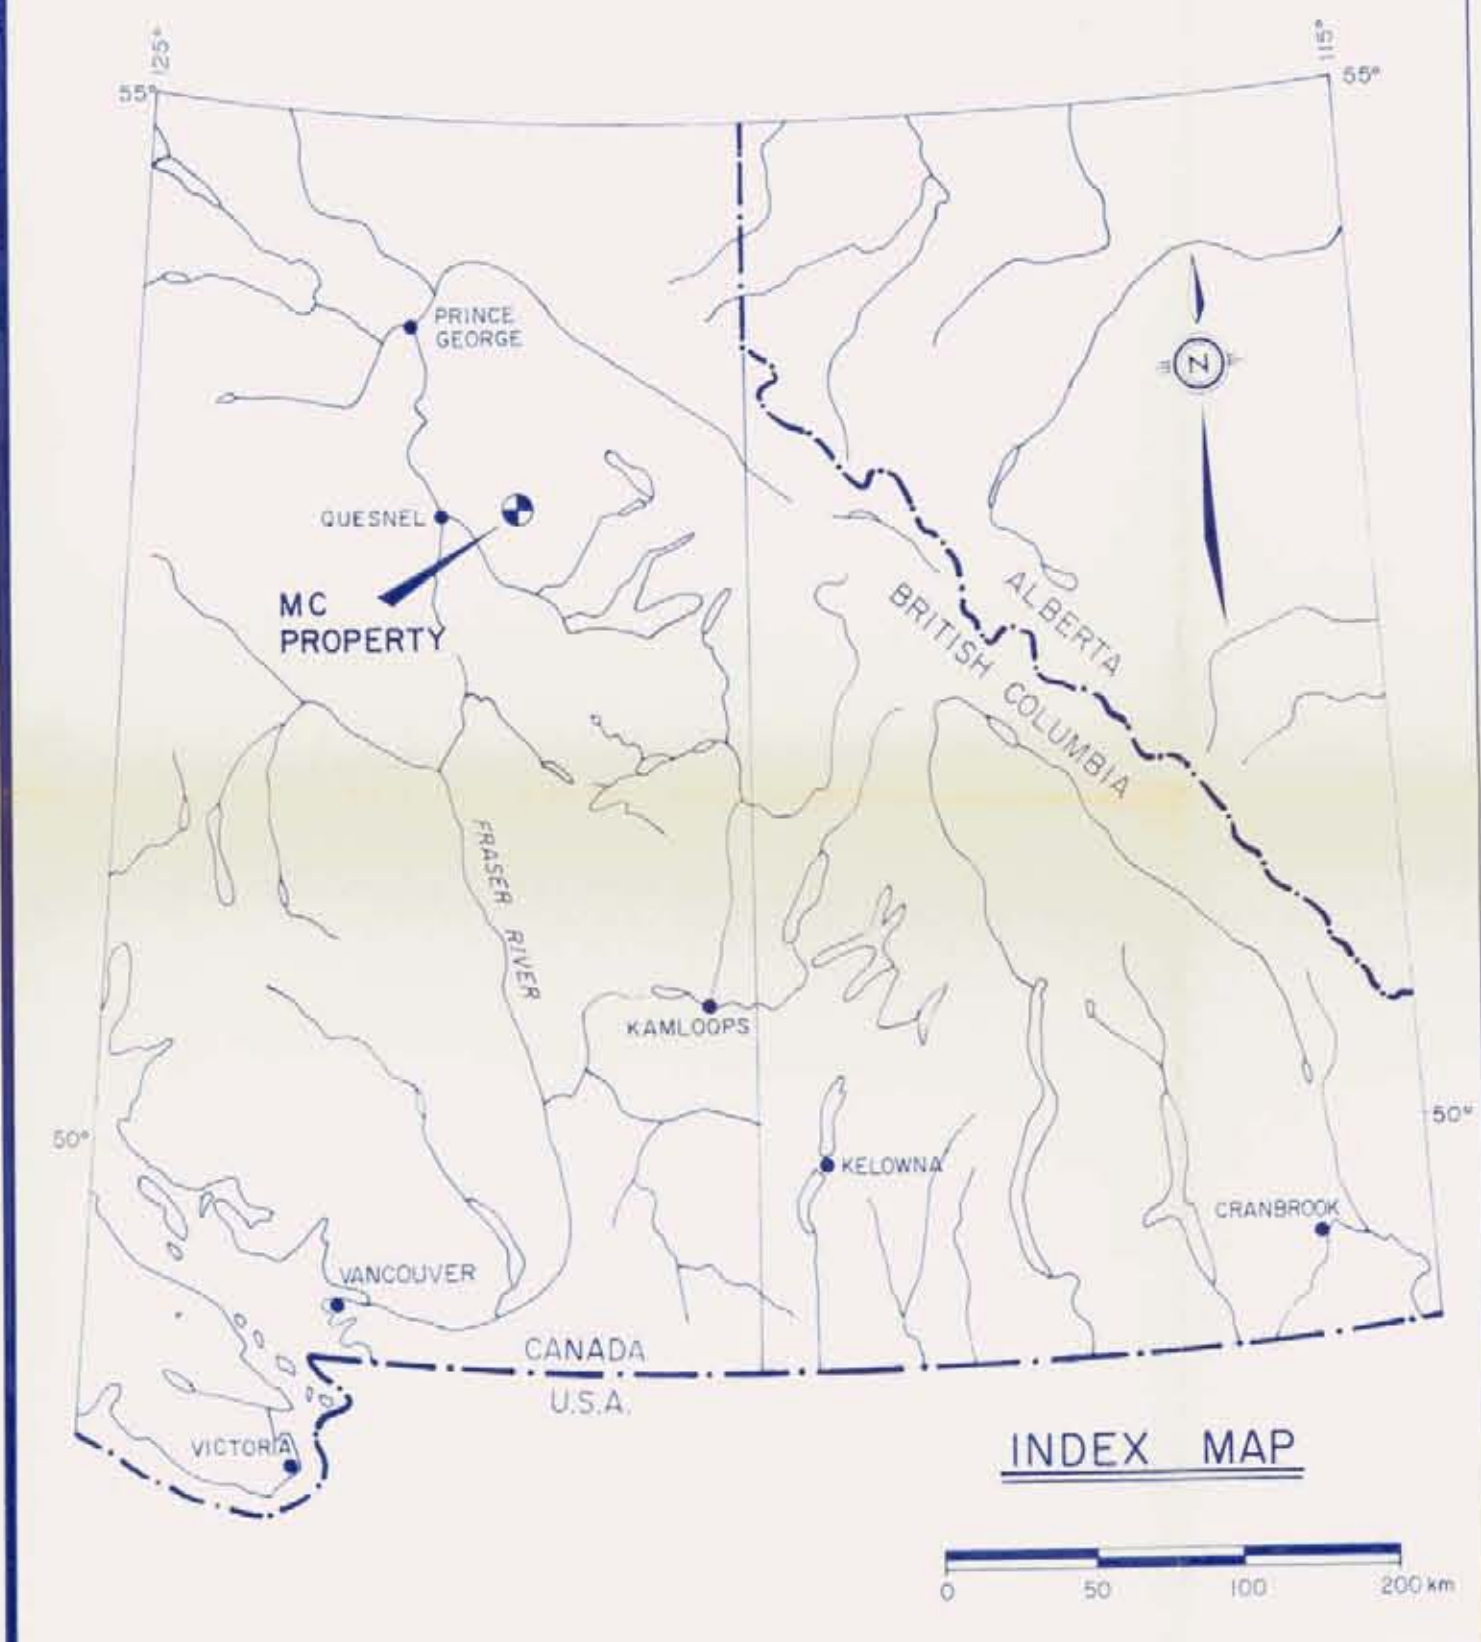 125°
115°
55°
55°
PRINCE
GEORGE
N
QUESNEL
MC
PROPERTY
ALBERTA
BRITISH COLUMBIA
FRASER RIVER
KAMLOOPS
50°
50°
KELOWNA
CRANBROOK
VANCOUVER
CANADA
U.S.A.
VICTORIA
INDEX MAP
0 50 100 200 km